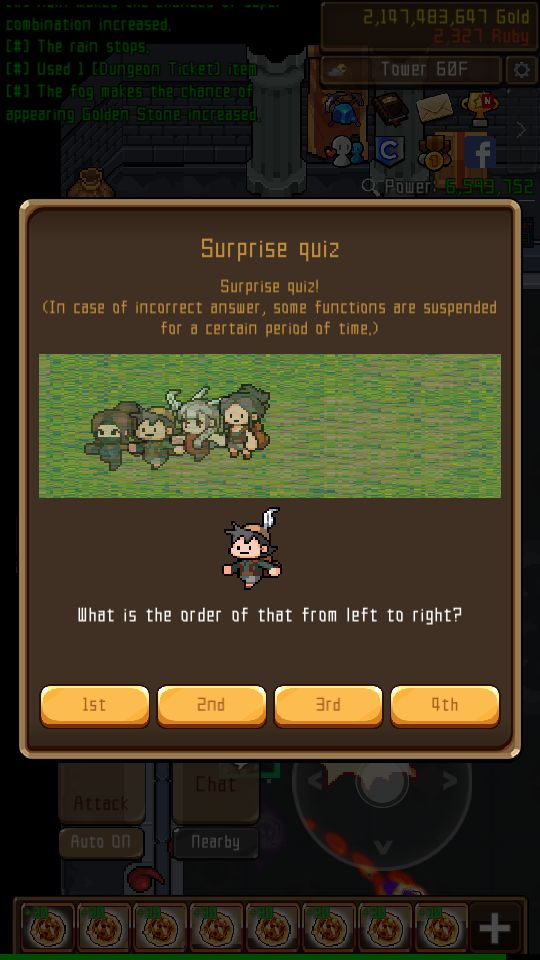 combination increased.
2,147,483,647 Gold
2,327 Ruby
[#] The rain stops.
[#] Used 1 [Dungeon Ticket] item
Tower 60F
[#] The fog makes the chance of
appearing Golden Stone increased.
N
C
f
Power: 6,593,752
Surprise quiz
Surprise quiz!
(In case of incorrect answer, some functions are suspended
for a certain period of time.)
What is the order of that from left to right?
1st
2nd
3rd
4th
Attack
Chat
Auto ON
Nearby